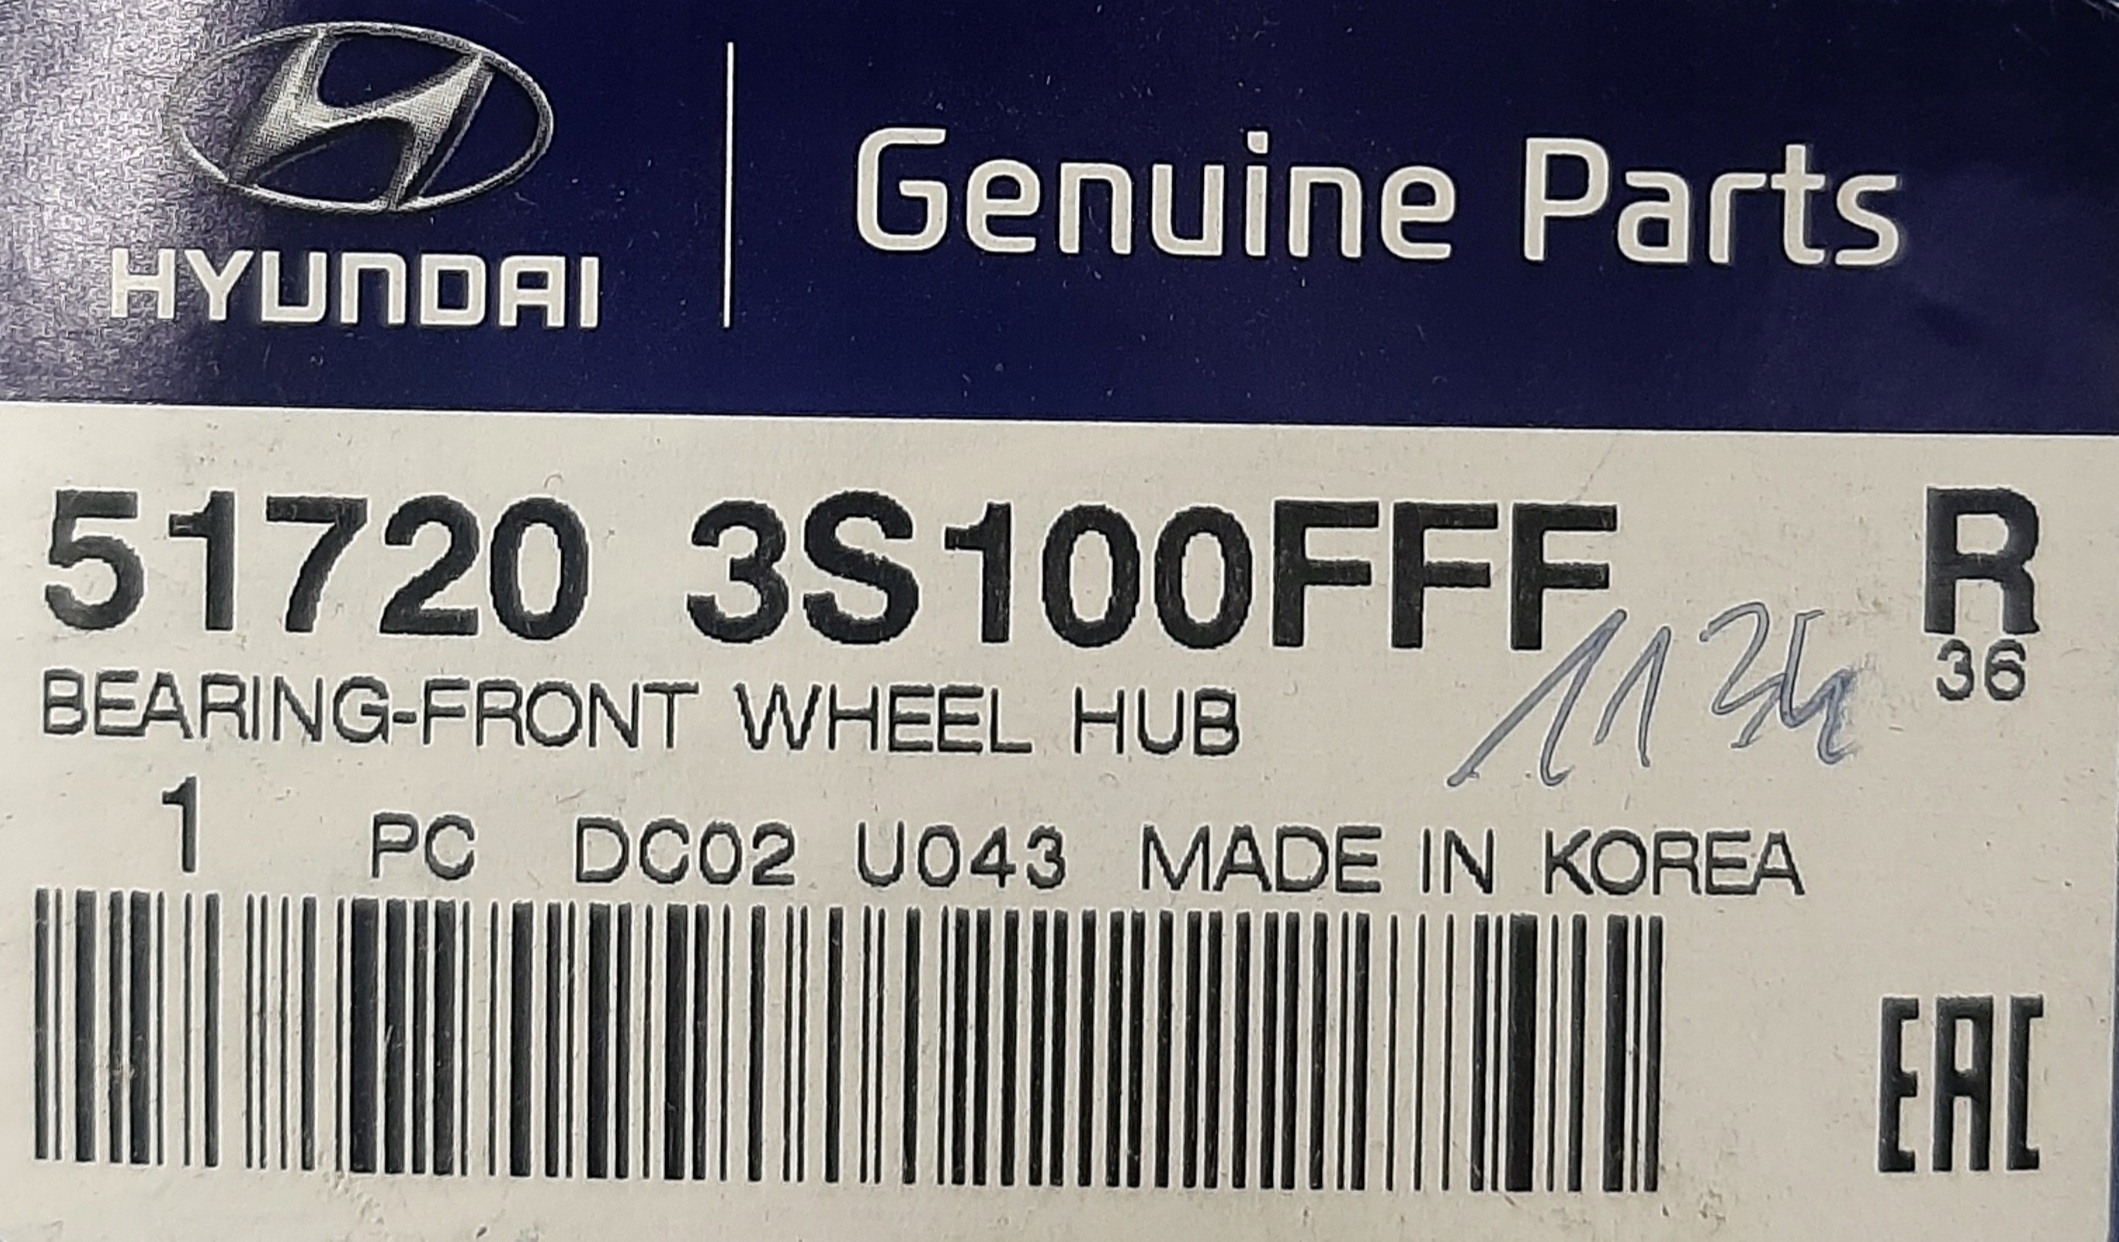 HYUNDAI
Genuine Parts
51720 3S100FFF R
36
BEARING-FRONT WHEEL HUB
1 PC DC02 U043 MADE IN KOREA
EAC